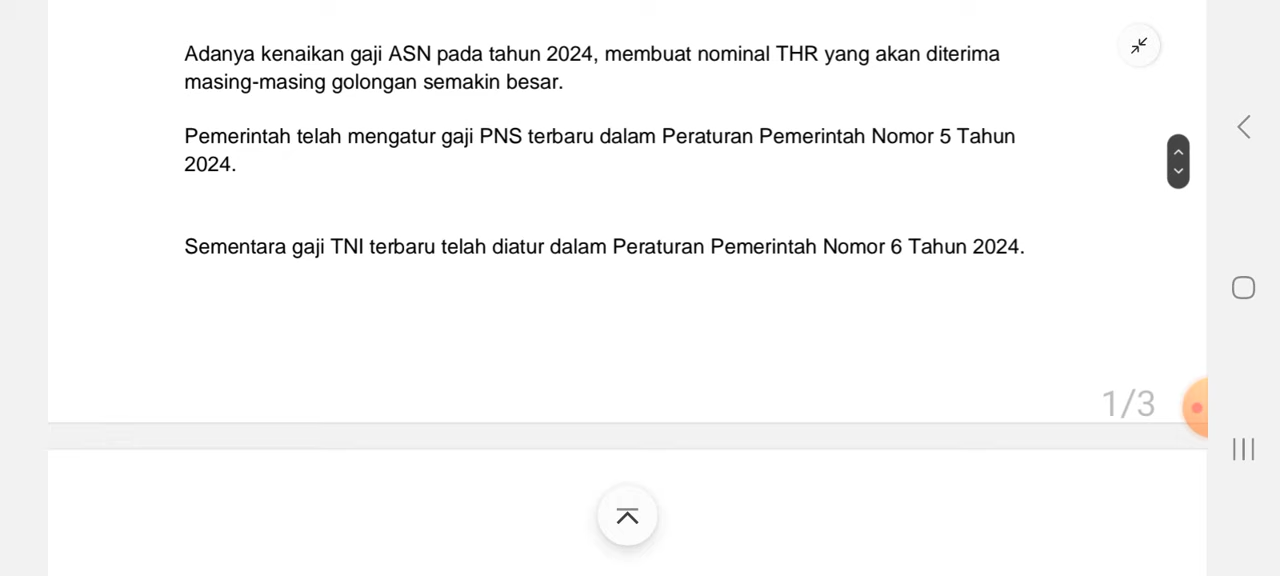 Adanya kenaikan gaji ASN pada tahun 2024, membuat nominal THR yang akan diterima
masing-masing golongan semakin besar.
Pemerintah telah mengatur gaji PNS terbaru dalam Peraturan Pemerintah Nomor 5 Tahun
2024.
Sementara gaji TNI terbaru telah diatur dalam Peraturan Pemerintah Nomor 6 Tahun 2024.
1/3